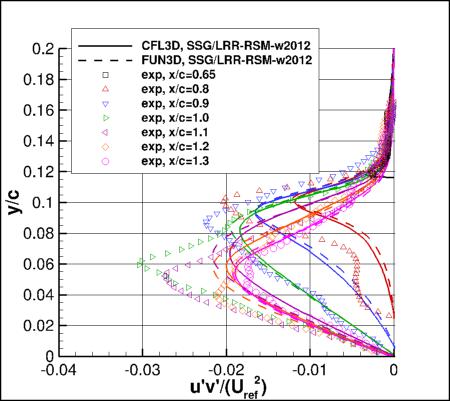 CFL3D, SSG/LRR-RSM-w2012
FUN3D, SSG/LRR-RSM-w2012
exp, x/c=0.65
exp, x/c=0.8
exp, x/c=0.9
exp, x/c=1.0
exp, x/c=1.1
exp, x/c=1.2
exp, x/c=1.3
y/c
0.2
0.18
0.16
0.14
0.12
0.1
0.08
0.06
0.04
0.02
0
-0.04 -0.03 -0.02 -0.01 0
u'v'/(U_ref^2)